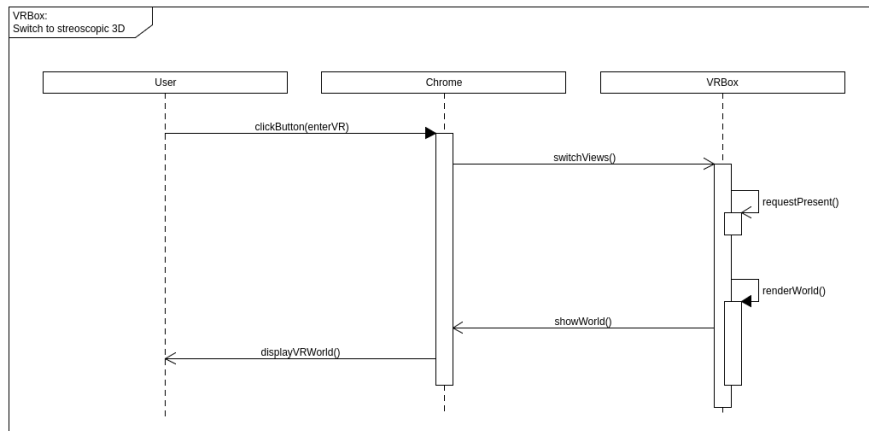 VRBox:
Switch to streoscopic 3D
User
Chrome
VRBox
clickButton(enterVR)
switchViews()
requestPresent()
renderWorld()
showWorld()
displayVRWorld()